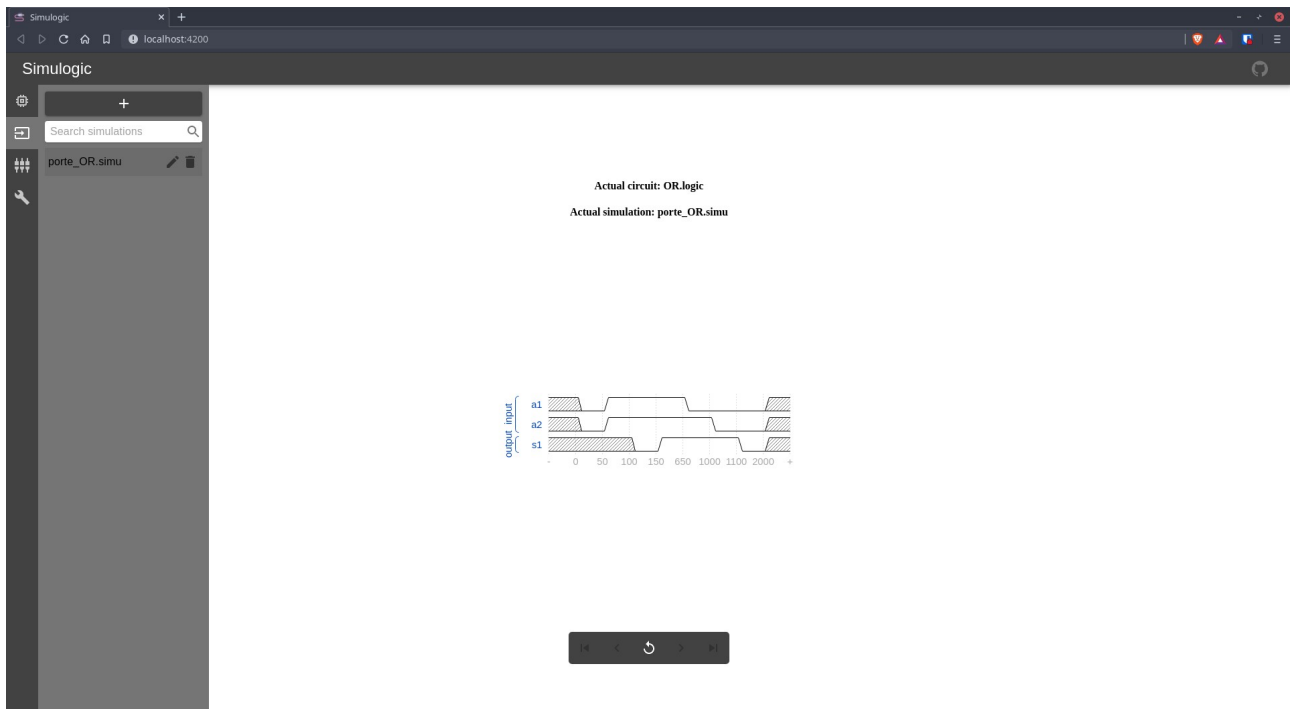 Simulogic
localhost:4200
Simulogic
+
Search simulations
porte_OR.simu
Actual circuit: OR.logic
Actual simulation: porte_OR.simu
input
a1
a2
output
s1
- 0 50 100 150 650 1000 1100 2000 +